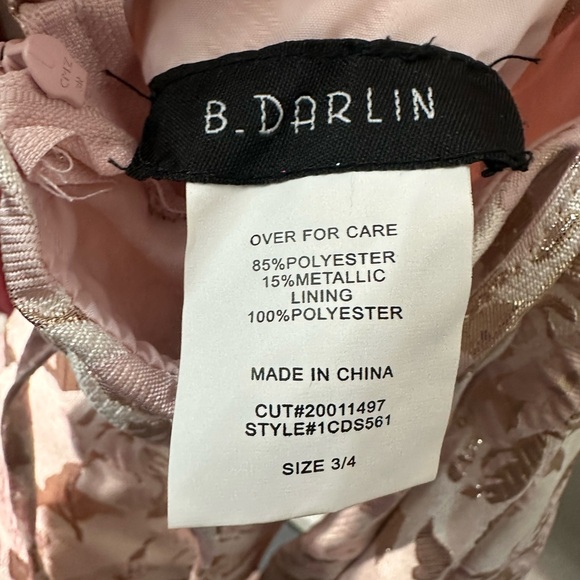 B. DARLIN
OVER FOR CARE
85%POLYESTER
15%METALLIC
LINING
100%POLYESTER
MADE IN CHINA
CUT#20011497
STYLE#1CDS561
SIZE 3/4